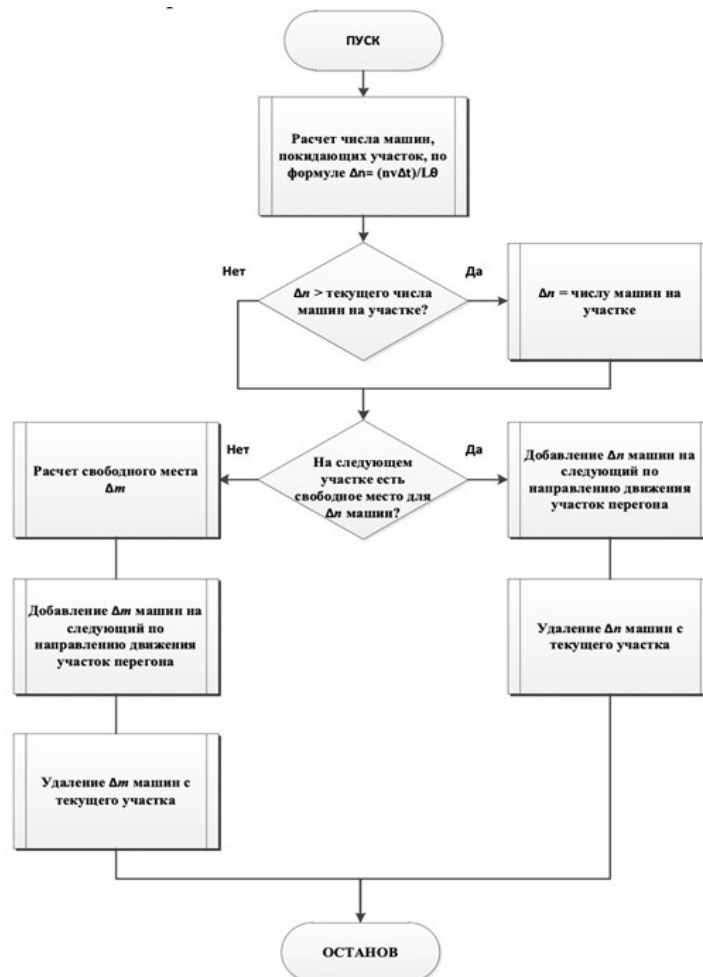 ПУСК
Расчет числа машин,
покидающих участок, по
формуле Δn= (nvΔt)/Lθ
Нет
Да
Δn > текущего числа
машин на участке?
Δn = числу машин на
участке
Нет
Да
Расчет свободного места
Δm
На следующем
участке есть
свободное место для
Δn машин?
Добавление Δn машин на
следующий по
направлению движения
участок перегона
Добавление Δm машин на
следующий по
направлению движения
участок перегона
Удаление Δn машин с
текущего участка
Удаление Δm машин с
текущего участка
ОСТАНОВ